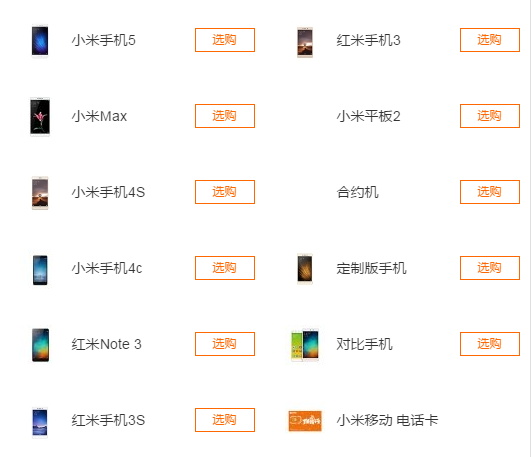 小米手机5 选购 红米手机3 选购
小米Max 选购 小米平板2 选购
小米手机4S 选购 合约机 选购
小米手机4c 选购 定制版手机 选购
红米Note 3 选购 对比手机 选购
红米手机3S 选购 小米移动 电话卡